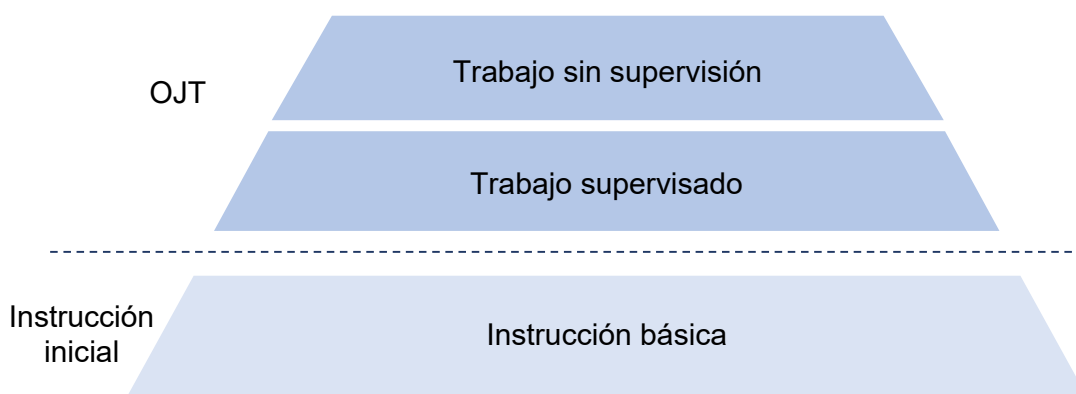 Trabajo sin supervisión
OJT
Trabajo supervisado
Instrucción
inicial
Instrucción básica